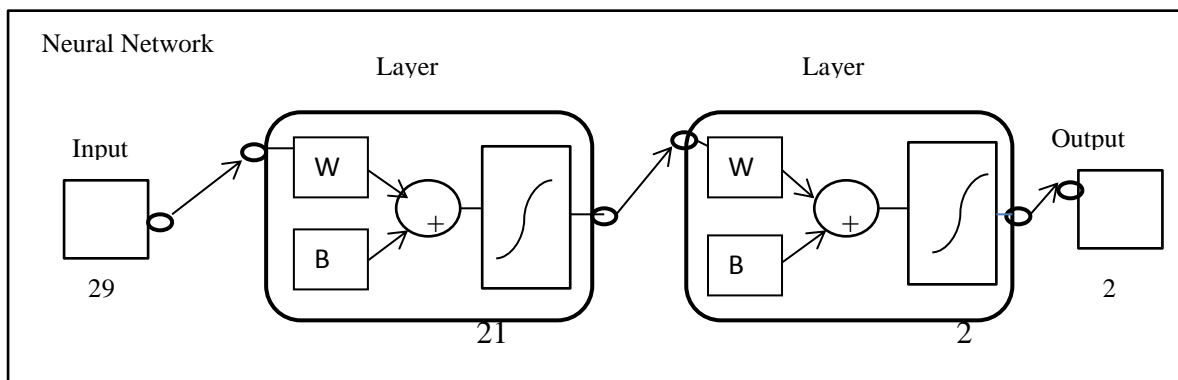 Neural Network
Layer Layer
Input Output
W W
+ +
B B
29 2
21 2